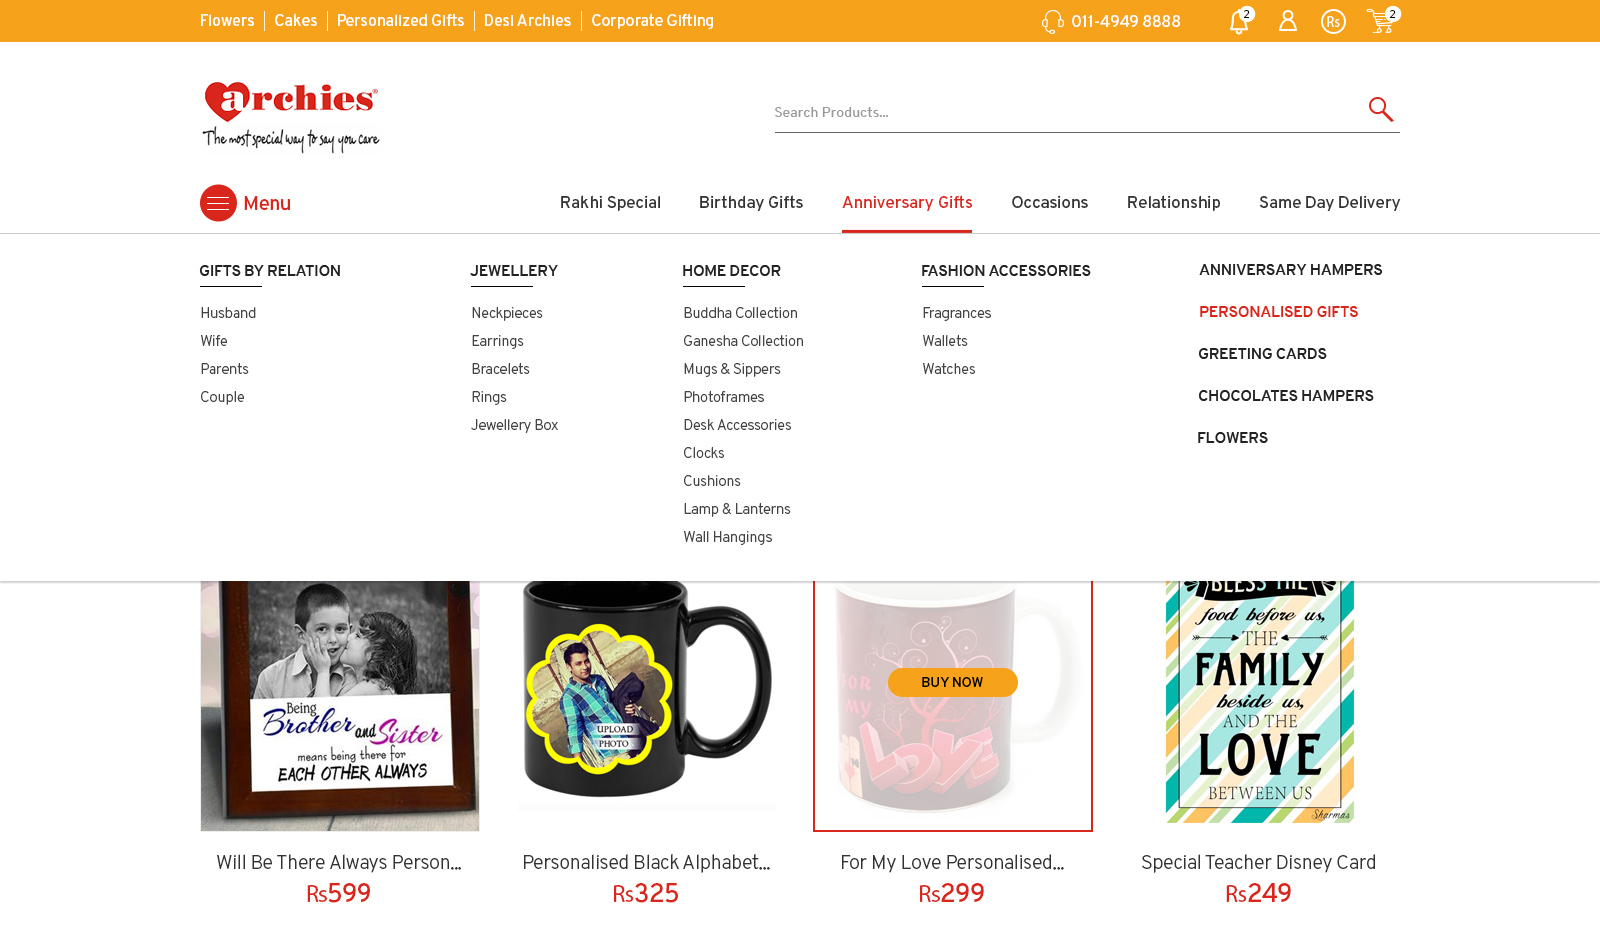 Flowers
Cakes
Personalized Gifts
Desi Archies
Corporate Gifting
011-4949 8888
2
Rs
2
archies®
The most special way to say you care
Search Products...
Menu
Rakhi Special
Birthday Gifts
Anniversary Gifts
Occasions
Relationship
Same Day Delivery
GIFTS BY RELATION
Husband
Wife
Parents
Couple
JEWELLERY
Neckpieces
Earrings
Bracelets
Rings
Jewellery Box
HOME DECOR
Buddha Collection
Ganesha Collection
Mugs & Sippers
Photoframes
Desk Accessories
Clocks
Cushions
Lamp & Lanterns
Wall Hangings
FASHION ACCESSORIES
Fragrances
Wallets
Watches
ANNIVERSARY HAMPERS
PERSONALISED GIFTS
GREETING CARDS
CHOCOLATES HAMPERS
FLOWERS
Being
Brother and Sister
means being there for
EACH OTHER ALWAYS
UPLOAD
PHOTO
FOR
MY
LOVE
BUY NOW
BLESS THE
food before us,
THE
FAMILY
beside us,
AND THE
LOVE
BETWEEN US
Sharmas
Will Be There Always Person...
Rs599
Personalised Black Alphabet...
Rs325
For My Love Personalised...
Rs299
Special Teacher Disney Card
Rs249